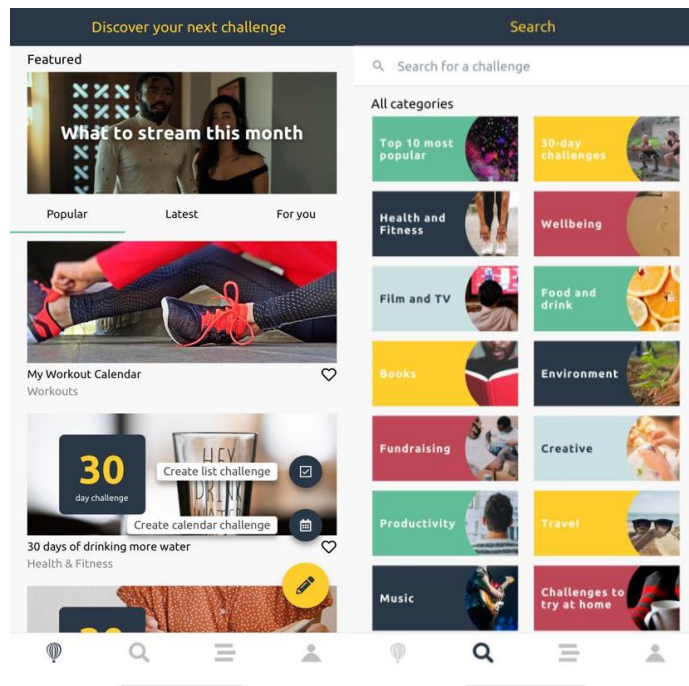 Discover your next challenge
Featured
What to stream this month
Popular
Latest
For you
My Workout Calendar
Workouts
30
day challenge
HEY
DRINK
Create list challenge
Create calendar challenge
30 days of drinking more water
Health & Fitness
Search
Search for a challenge
All categories
Top 10 most
popular
30-day
challenges
Health and
Fitness
Wellbeing
Film and TV
Food and
drink
Books
Environment
Fundraising
Creative
Productivity
Travel
Music
Challenges to
try at home